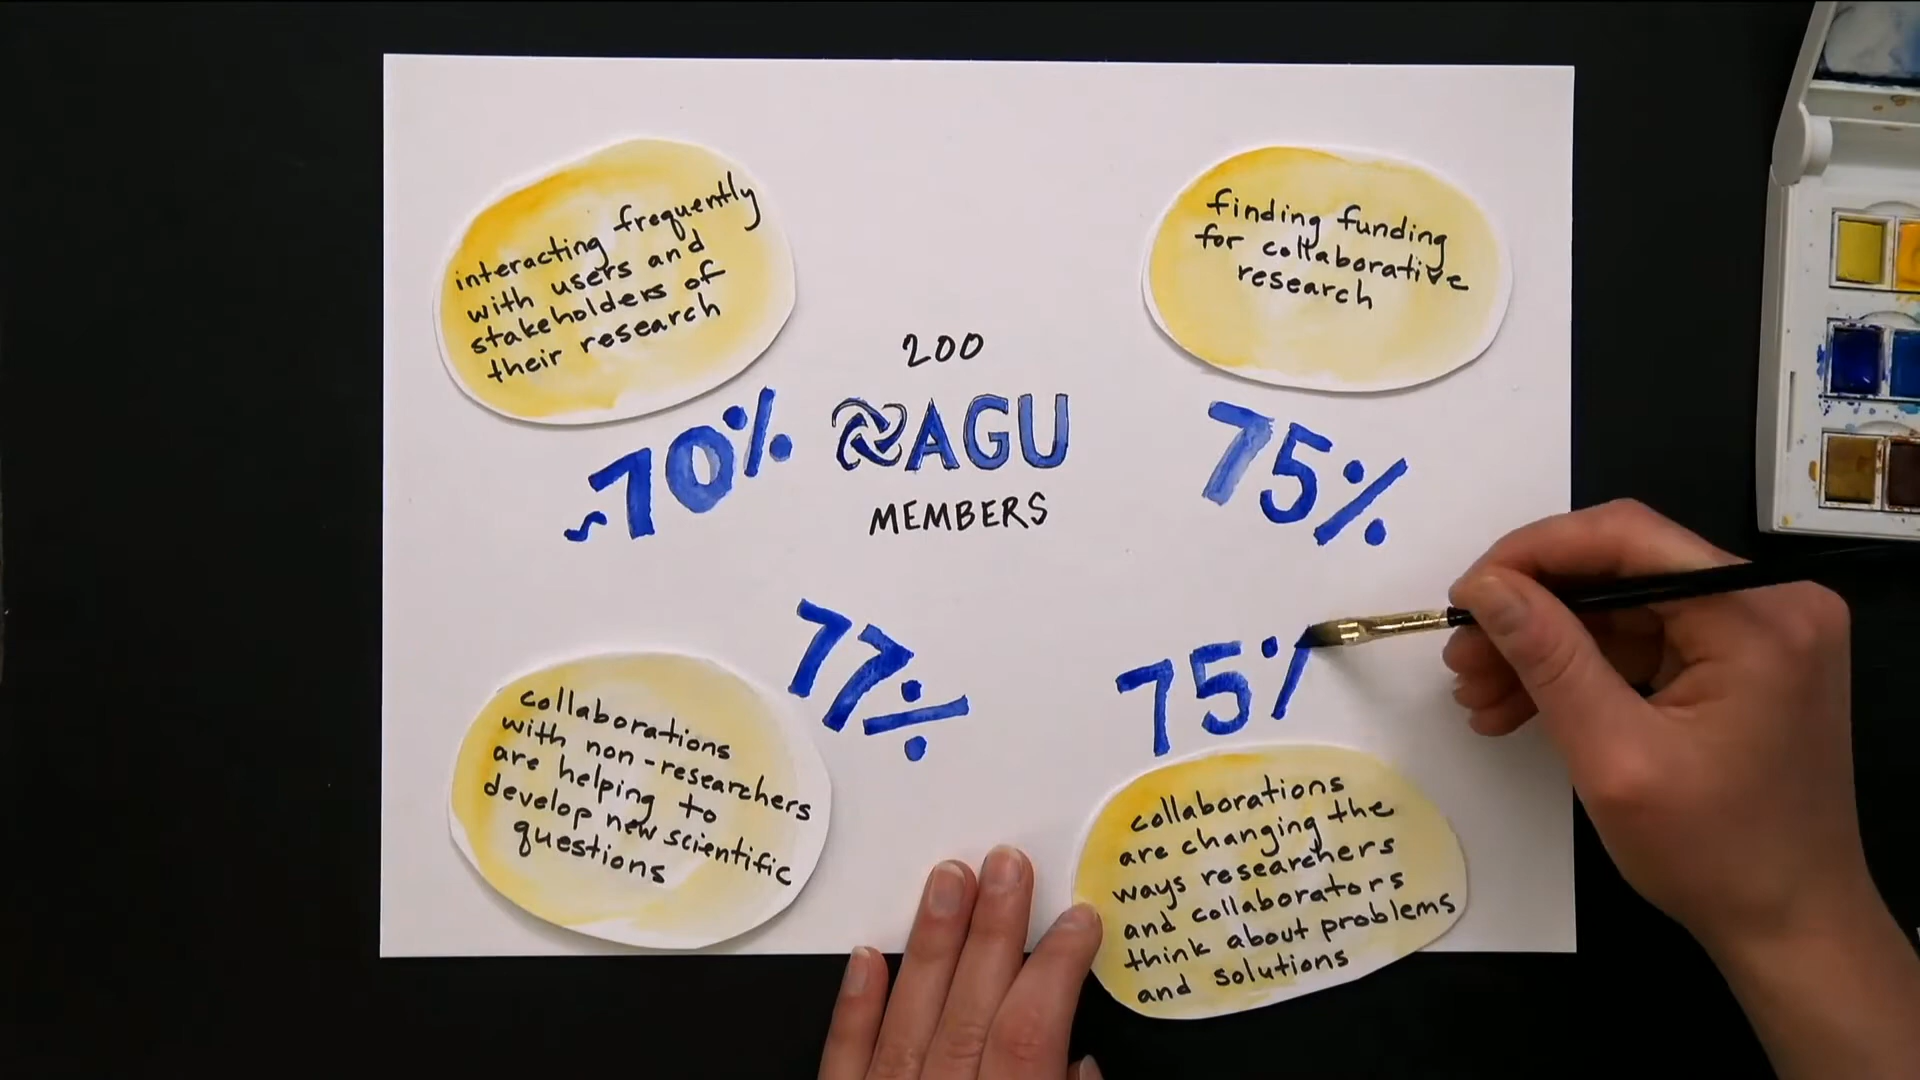 interacting frequently
with users and
stakeholders of
their research
~70%
200
AGU
MEMBERS
finding funding
for collaborative
research
75%
77%
collaborations
with non-researchers
are helping to
develop new scientific
questions
75%
collaborations
are changing the
ways researchers
and collaborators
think about problems
and solutions